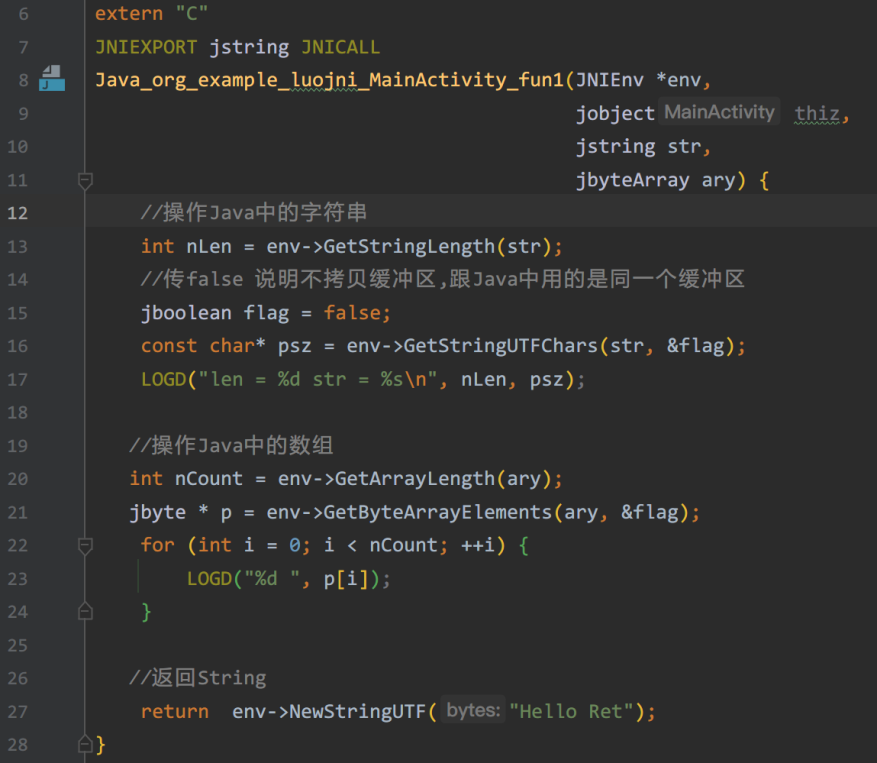 6 extern "C"
7 JNIEXPORT jstring JNICALL
8 Java_org_example_luojni_MainActivity_fun1(JNIEnv *env,
9 jobject MainActivity thiz,
10 jstring str,
11 jbyteArray ary) {
12 //操作Java中的字符串
13 int nLen = env->GetStringLength(str);
14 //传false 说明不拷贝缓冲区,跟Java中用的是同一个缓冲区
15 jboolean flag = false;
16 const char* psz = env->GetStringUTFChars(str, &flag);
17 LOGD("len = %d str = %s\n", nLen, psz);
18
19 //操作Java中的数组
20 int nCount = env->GetArrayLength(ary);
21 jbyte * p = env->GetByteArrayElements(ary, &flag);
22 for (int i = 0; i < nCount; ++i) {
23 LOGD("%d ", p[i]);
24 }
25
26 //返回String
27 return env->NewStringUTF( bytes: "Hello Ret");
28 }